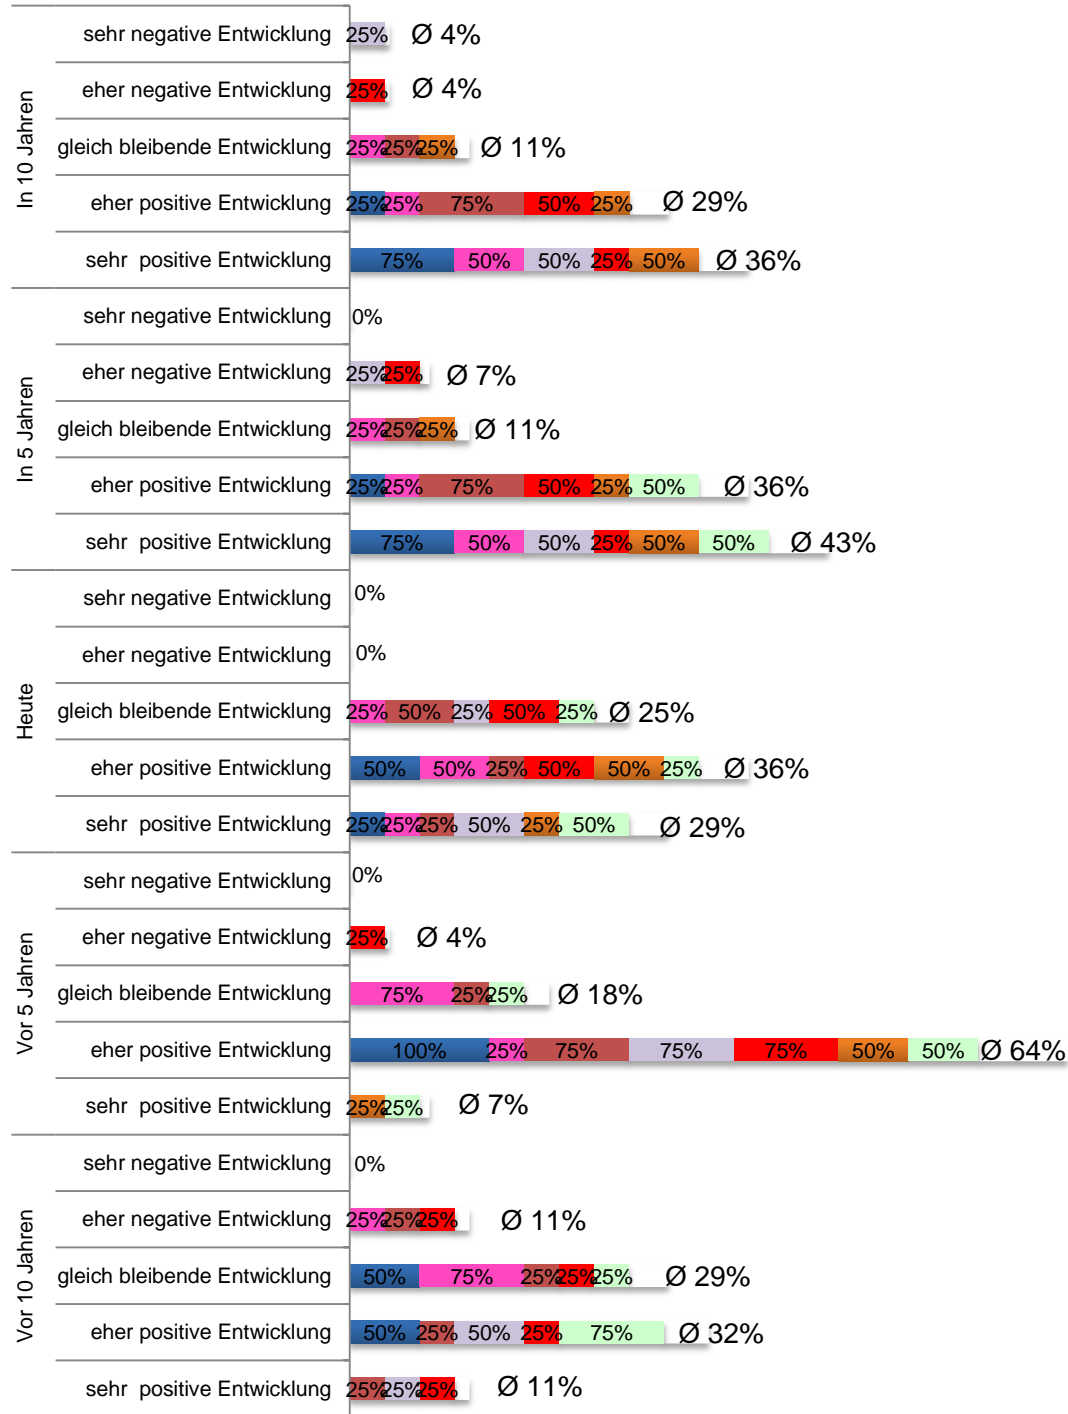 In 10 Jahren
sehr negative Entwicklung 25% Ø 4%
eher negative Entwicklung 25% Ø 4%
gleich bleibende Entwicklung 25% 25% 25% Ø 11%
eher positive Entwicklung 25% 25% 75% 50% 25% Ø 29%
sehr positive Entwicklung 75% 50% 50% 25% 50% Ø 36%
In 5 Jahren
sehr negative Entwicklung 0%
eher negative Entwicklung 25% 25% Ø 7%
gleich bleibende Entwicklung 25% 25% 25% Ø 11%
eher positive Entwicklung 25% 25% 75% 50% 25% 50% Ø 36%
sehr positive Entwicklung 75% 50% 50% 25% 50% 50% Ø 43%
Heute
sehr negative Entwicklung 0%
eher negative Entwicklung 0%
gleich bleibende Entwicklung 25% 50% 25% 50% 25% Ø 25%
eher positive Entwicklung 50% 50% 25% 50% 50% 25% Ø 36%
sehr positive Entwicklung 25% 25% 25% 50% 25% 50% Ø 29%
Vor 5 Jahren
sehr negative Entwicklung 0%
eher negative Entwicklung 25% Ø 4%
gleich bleibende Entwicklung 75% 25% 25% Ø 18%
eher positive Entwicklung 100% 25% 75% 75% 75% 50% 50% Ø 64%
sehr positive Entwicklung 25% 25% Ø 7%
Vor 10 Jahren
sehr negative Entwicklung 0%
eher negative Entwicklung 25% 25% 25% Ø 11%
gleich bleibende Entwicklung 50% 75% 25% 25% 25% Ø 29%
eher positive Entwicklung 50% 25% 50% 25% 75% Ø 32%
sehr positive Entwicklung 25% 25% 25% Ø 11%